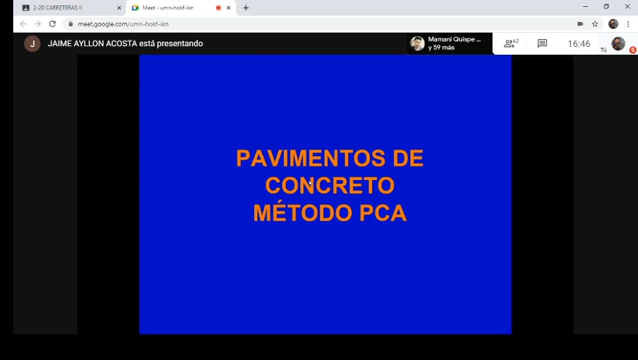 2-20 CARRETERAS II
Meet - umn-hokf-ikn
meet.google.com/umn-hokf-ikn
J
JAIME AYLLON ACOSTA está presentando
Mamani Quispe ...
y 59 más
62
16:46
PAVIMENTOS DE
CONCRETO
MÉTODO PCA